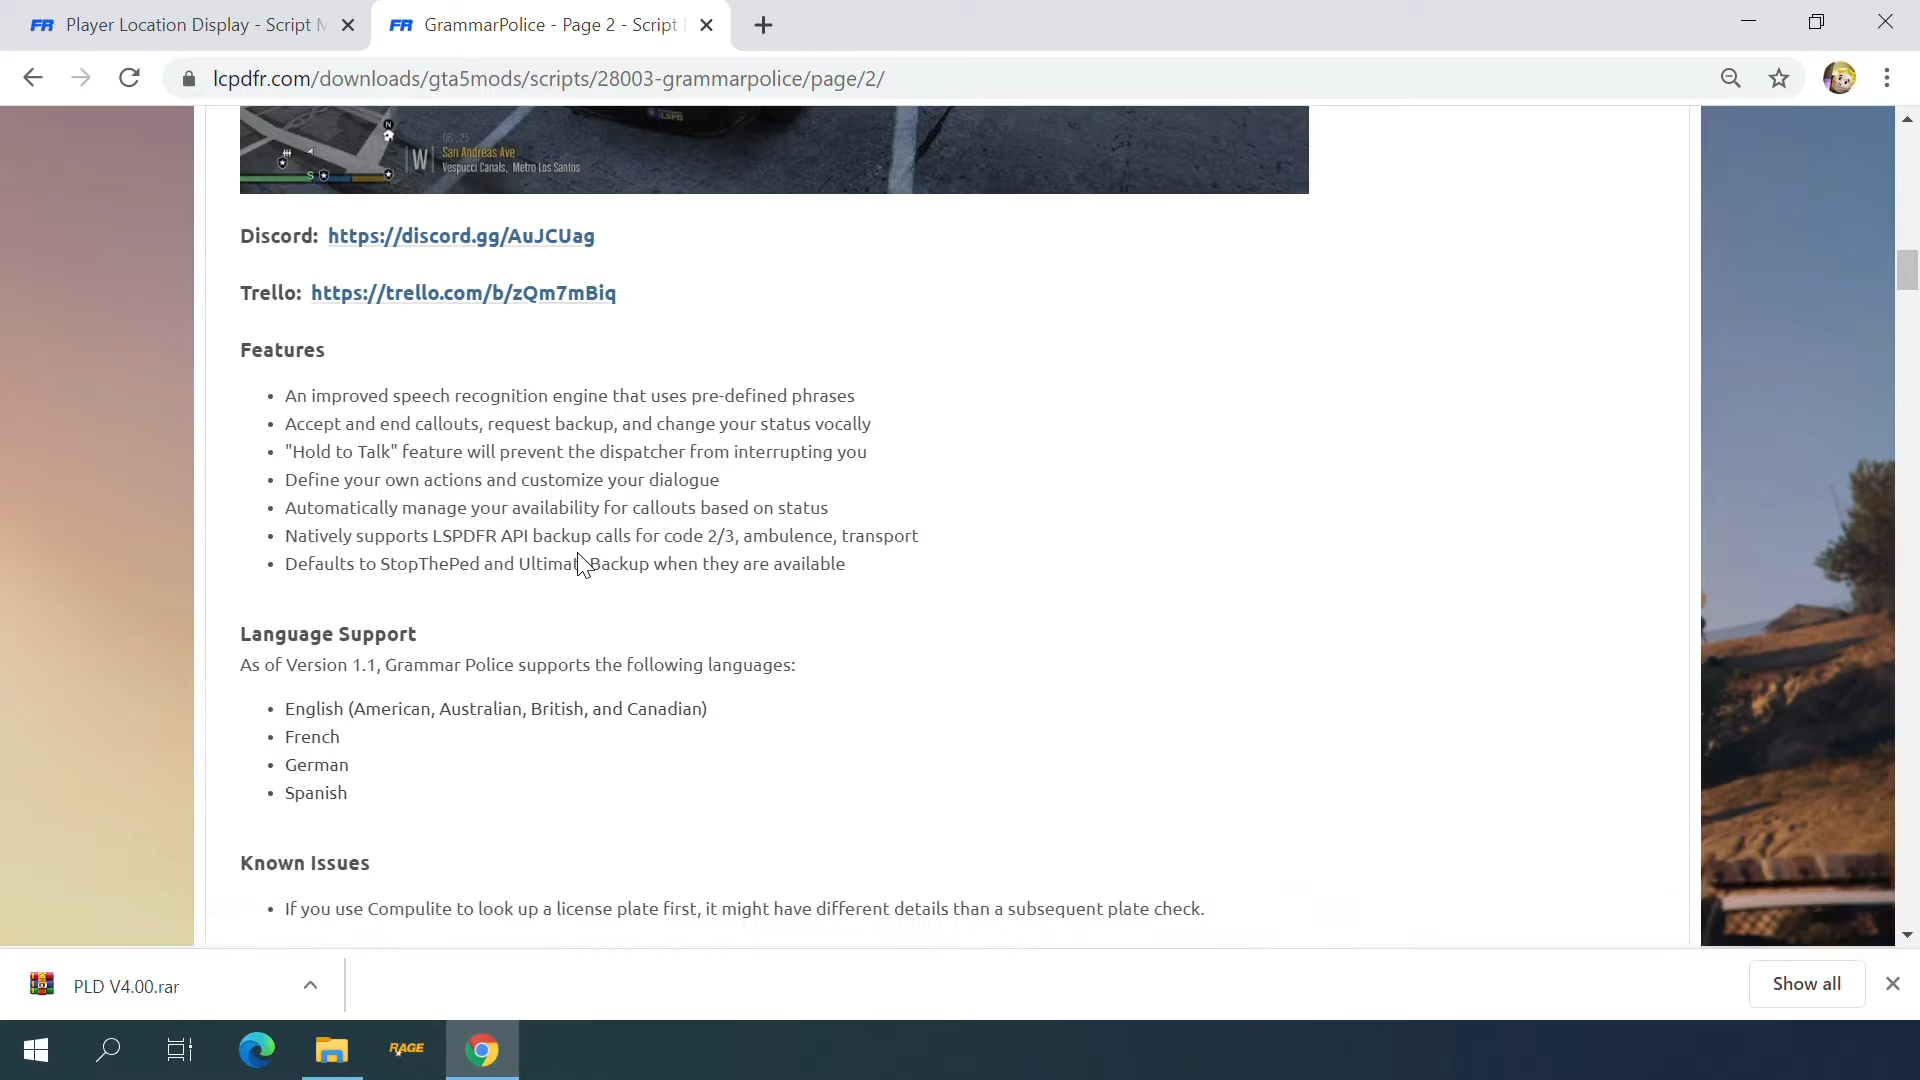 FR Player Location Display - Script M
FR GrammarPolice - Page 2 - Script
lcpdfr.com/downloads/gta5mods/scripts/28003-grammarpolice/page/2/
LSPD
N
06:25
W
San Andreas Ave
Vespucci Canals, Metro Los Santos
S
Discord: https://discord.gg/AuJCUag
Trello: https://trello.com/b/zQm7mBiq
Features
• An improved speech recognition engine that uses pre-defined phrases
• Accept and end callouts, request backup, and change your status vocally
• "Hold to Talk" feature will prevent the dispatcher from interrupting you
• Define your own actions and customize your dialogue
• Automatically manage your availability for callouts based on status
• Natively supports LSPDFR API backup calls for code 2/3, ambulence, transport
• Defaults to StopThePed and Ultimate Backup when they are available
Language Support
As of Version 1.1, Grammar Police supports the following languages:
• English (American, Australian, British, and Canadian)
• French
• German
• Spanish
Known Issues
• If you use Compulite to look up a license plate first, it might have different details than a subsequent plate check.
PLD V4.00.rar
Show all
RAGE